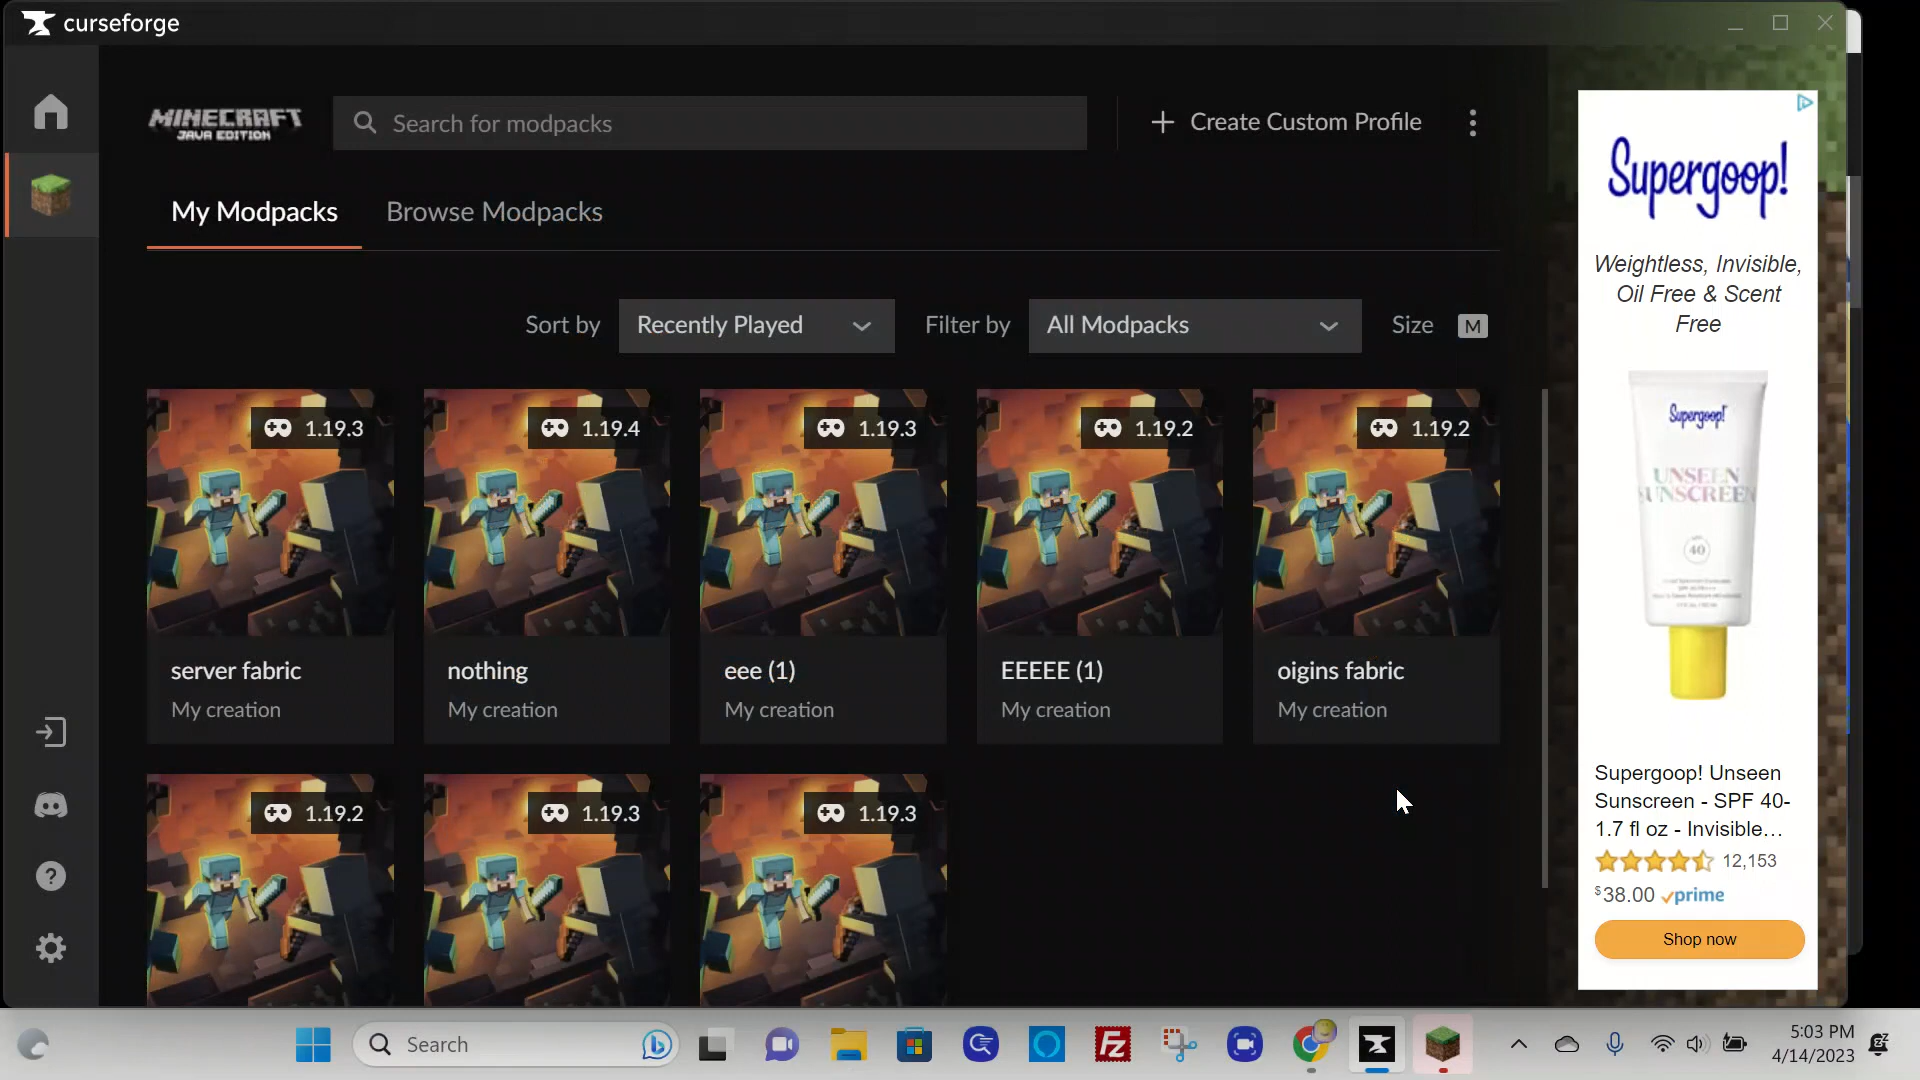 curseforge
MINECRAFT
JAVA EDITION
Search for modpacks
Create Custom Profile
My Modpacks
Browse Modpacks
Sort by
Recently Played
Filter by
All Modpacks
Size
M
1.19.3
1.19.4
1.19.3
1.19.2
1.19.2
server fabric
nothing
eee (1)
EEEEE (1)
oigins fabric
My creation
My creation
My creation
My creation
My creation
1.19.2
1.19.3
1.19.3
Supergoop!
Weightless, Invisible,
Oil Free & Scent
Free
Supergoop!
UNSEEN
SUNSCREEN
40
Supergoop! Unseen
Sunscreen - SPF 40-
1.7 fl oz - Invisible...
12,153
$38.00 prime
Shop now
Search
5:03 PM
4/14/2023